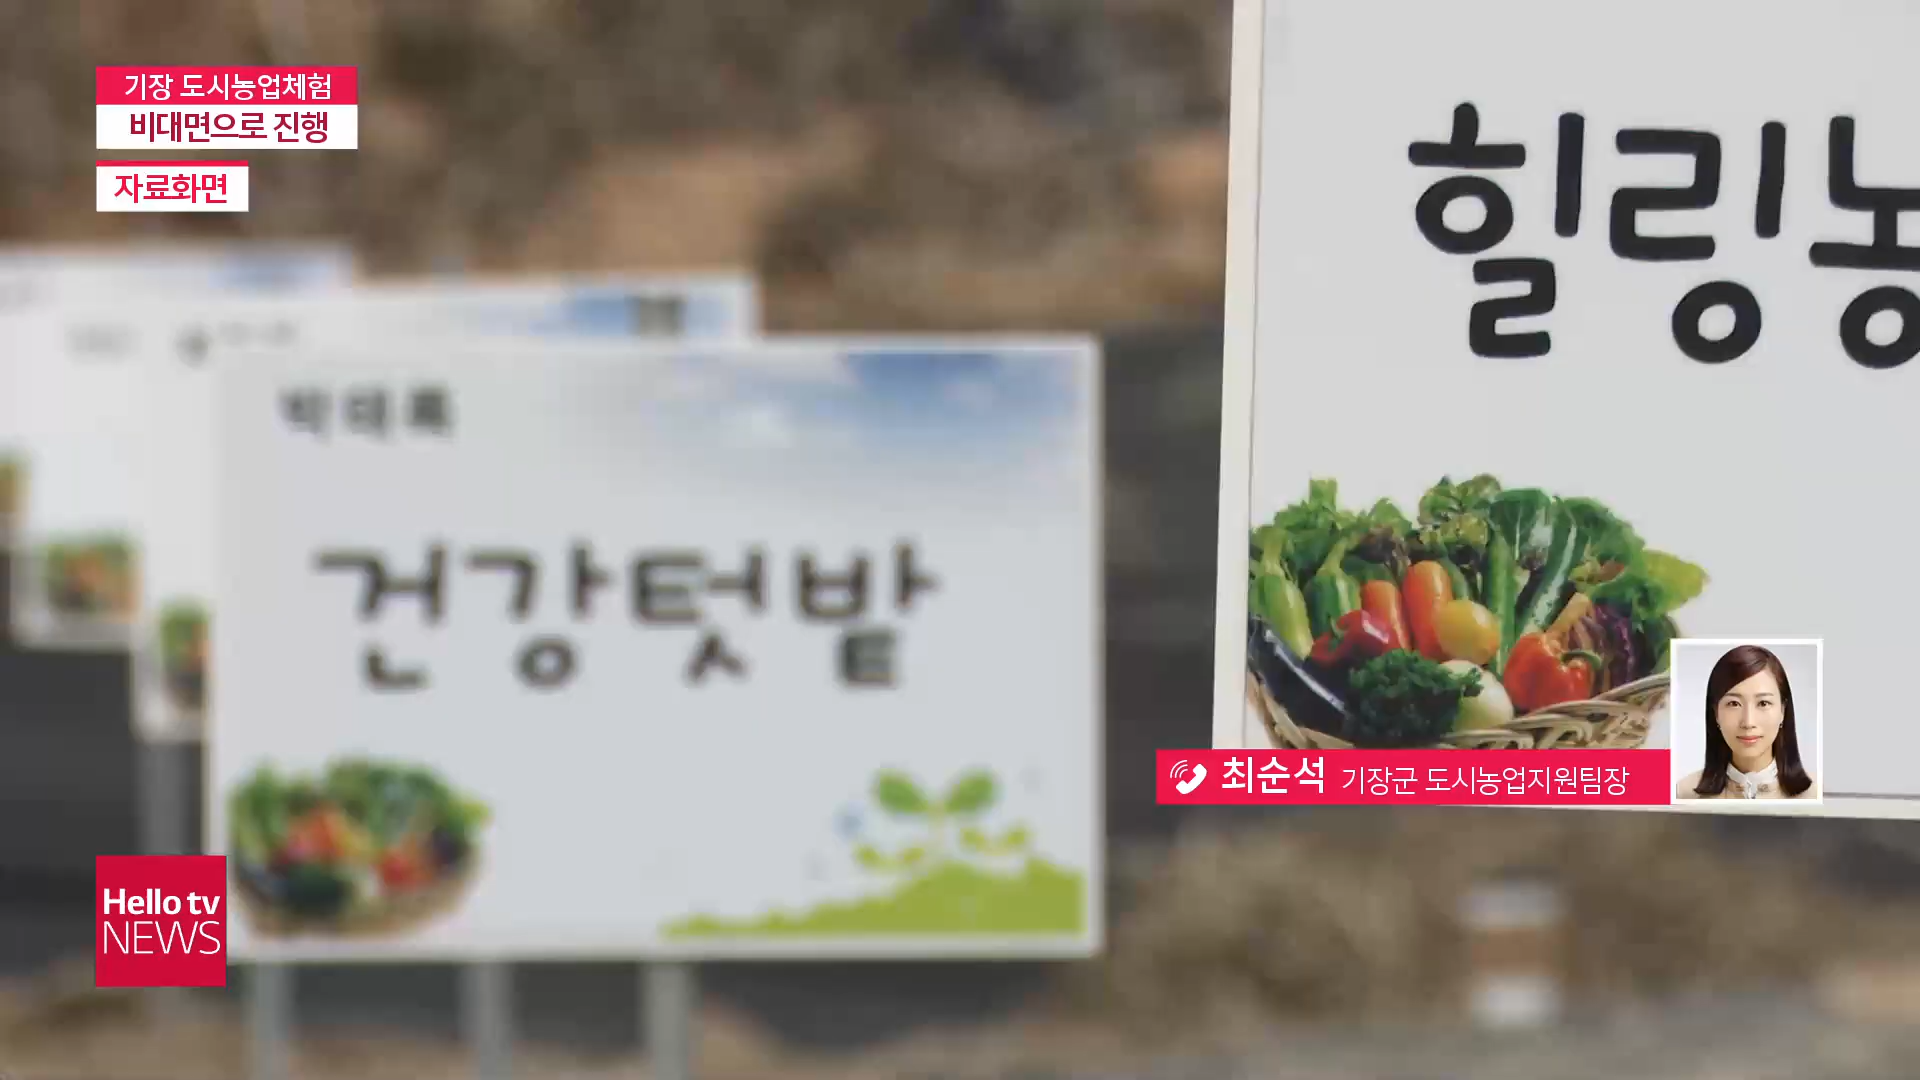 기장 도시농업체험
비대면으로 진행
자료화면
힐링농
건강텃밭
최순석 기장군 도시농업지원팀장
Hello tv
NEWS